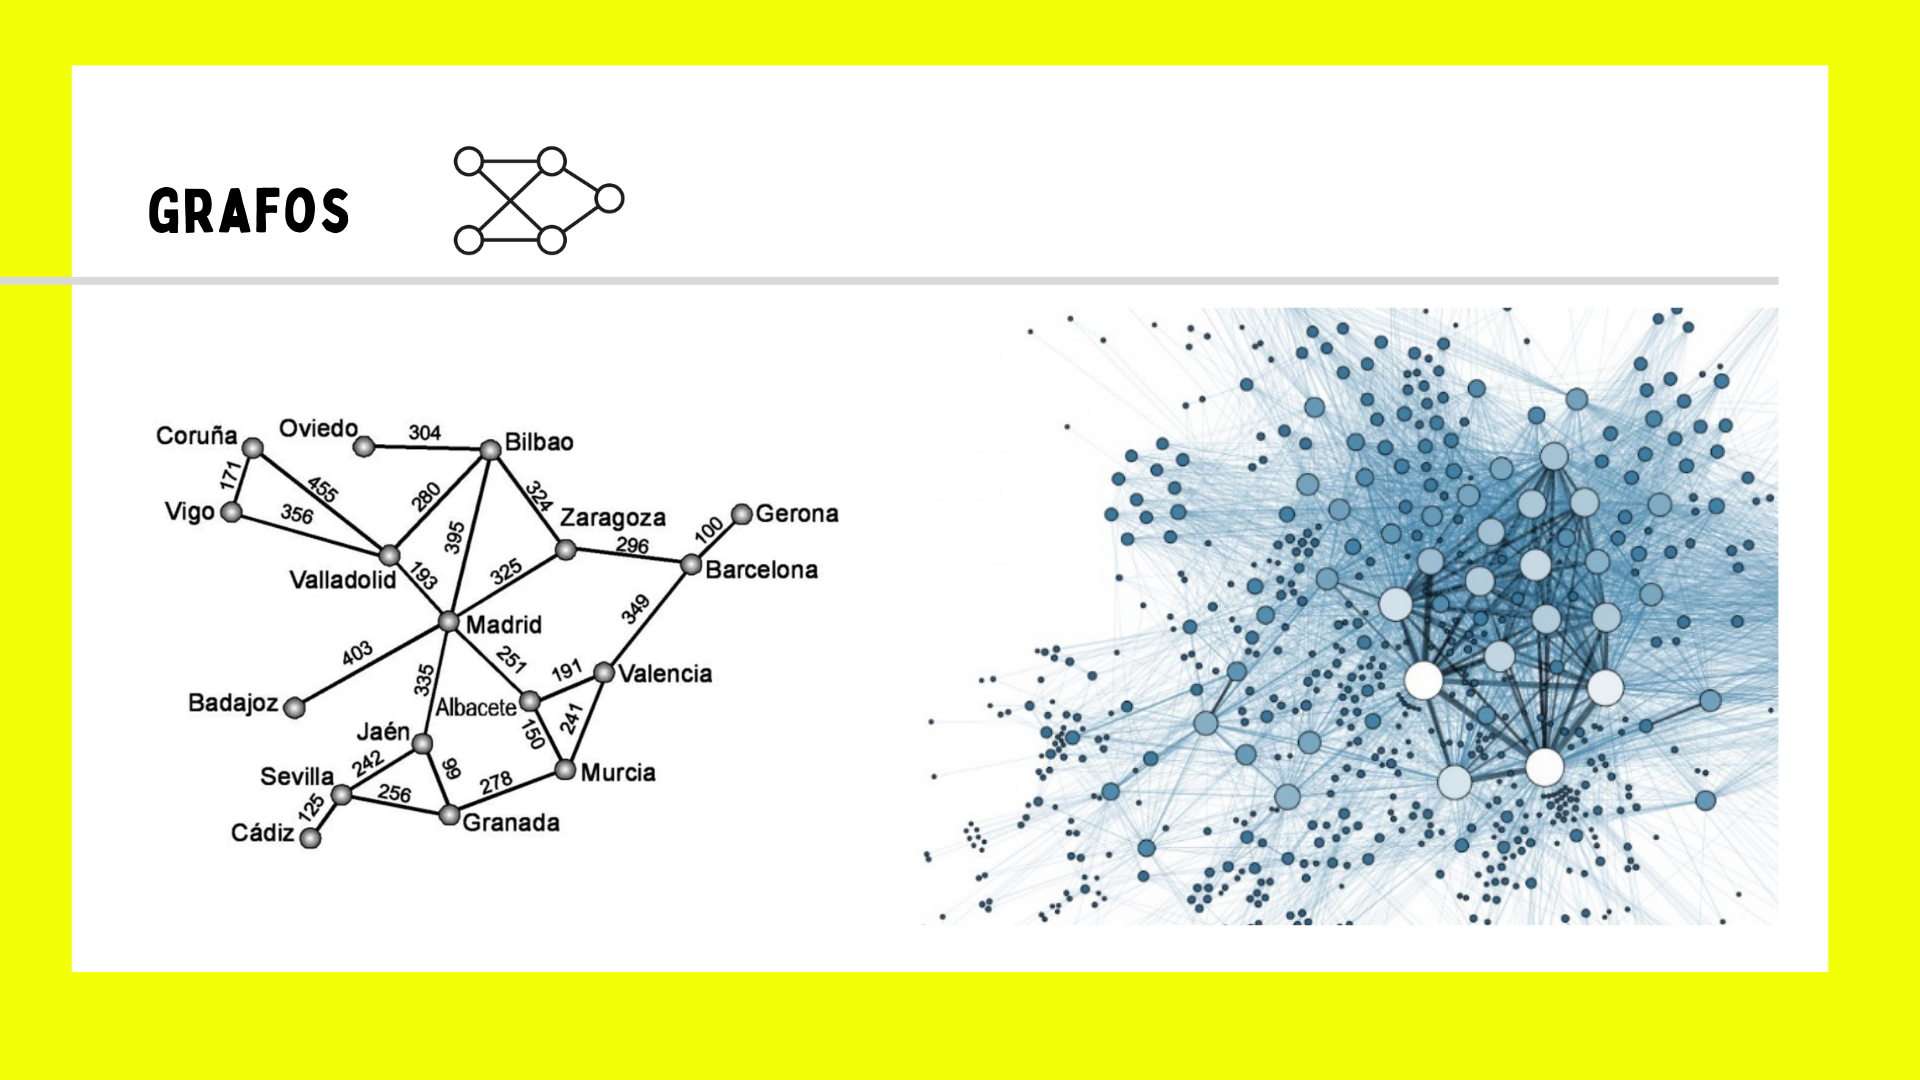 GRAFOS
Coruña
Oviedo
304
Bilbao
171
455
280
324
Vigo
356
395
Zaragoza
100
Gerona
296
Valladolid
193
325
Barcelona
349
Madrid
403
251
191
Valencia
335
Badajoz
Albacete
241
150
Jaén
242
99
Murcia
Sevilla
278
256
125
Cádiz
Granada